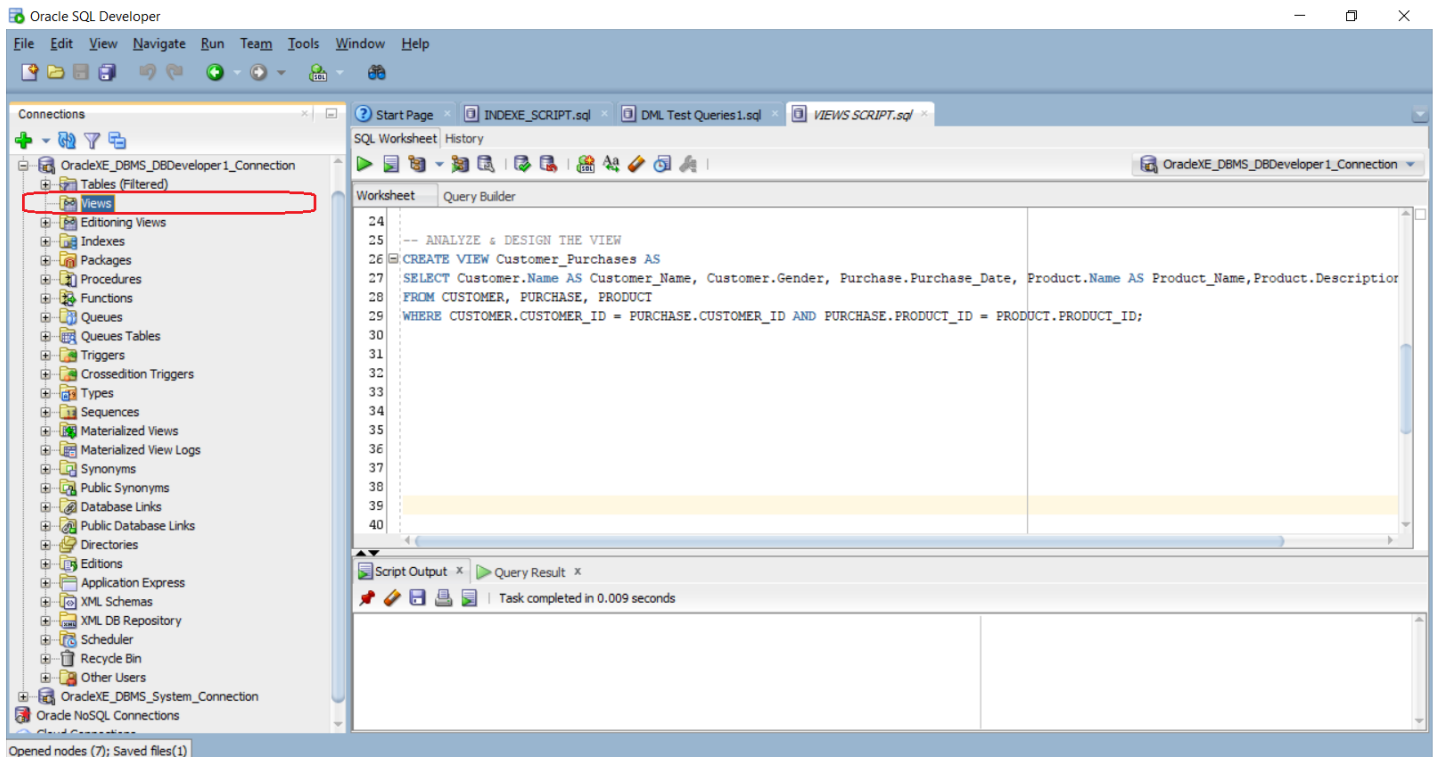 Oracle SQL Developer
File Edit View Navigate Run Team Tools Window Help
Connections
OracleXE_DBMS_DBDeveloper1_Connection
Tables (Filtered)
Views
Editioning Views
Indexes
Packages
Procedures
Functions
Queues
Queues Tables
Triggers
Crossedition Triggers
Types
Sequences
Materialized Views
Materialized View Logs
Synonyms
Public Synonyms
Database Links
Public Database Links
Directories
Editions
Application Express
XML Schemas
XML DB Repository
Scheduler
Recycle Bin
Other Users
OracleXE_DBMS_System_Connection
Oracle NoSQL Connections
Cloud Connections
Start Page INDEXE_SCRIPT.sql DML Test Queries1.sql VIEWS SCRIPT.sql
SQL Worksheet History
OracleXE_DBMS_DBDeveloper1_Connection
Worksheet Query Builder
24
25 -- ANALYZE & DESIGN THE VIEW
26 CREATE VIEW Customer_Purchases AS
27 SELECT Customer.Name AS Customer_Name, Customer.Gender, Purchase.Purchase_Date, Product.Name AS Product_Name,Product.Description
28 FROM CUSTOMER, PURCHASE, PRODUCT
29 WHERE CUSTOMER.CUSTOMER_ID = PURCHASE.CUSTOMER_ID AND PURCHASE.PRODUCT_ID = PRODUCT.PRODUCT_ID;
30
31
32
33
34
35
36
37
38
39
40
Script Output x Query Result x
Task completed in 0.009 seconds
Opened nodes (7); Saved files(1)